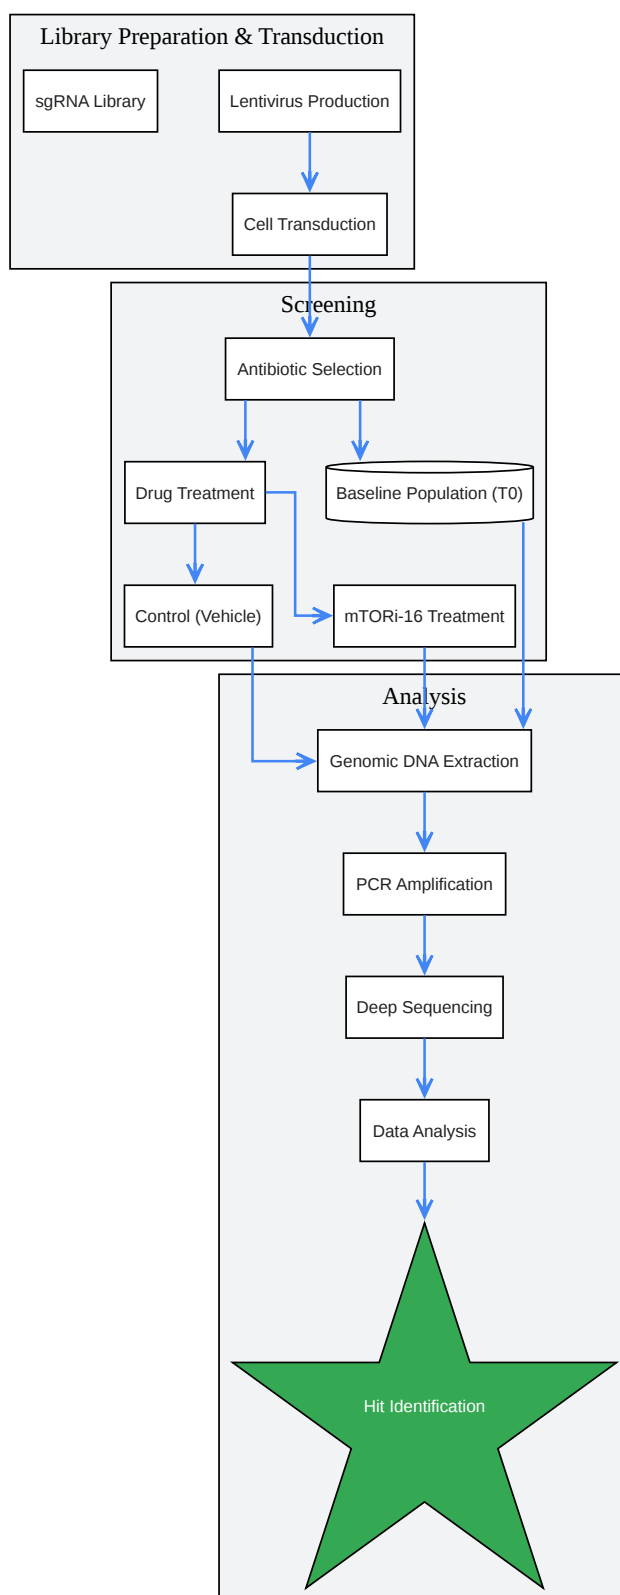 Library Preparation & Transduction
sgRNA Library
Lentivirus Production
Cell Transduction
Screening
Antibiotic Selection
Drug Treatment
Baseline Population (T0)
Control (Vehicle)
mTORi-16 Treatment
Analysis
Genomic DNA Extraction
PCR Amplification
Deep Sequencing
Data Analysis
Hit Identification